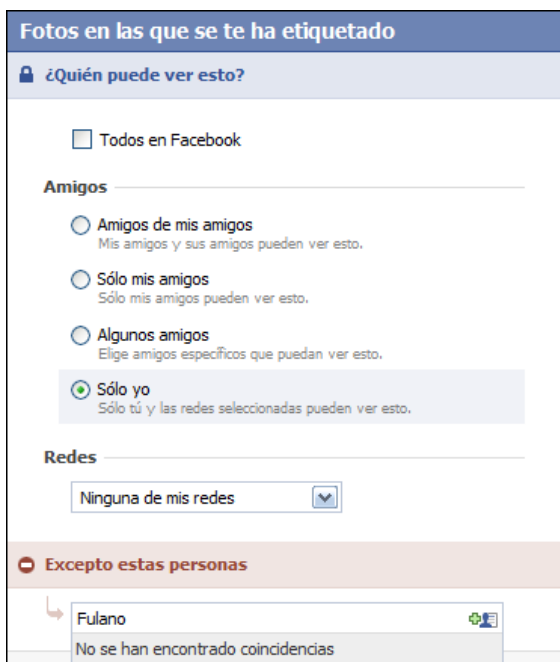 Fotos en las que se te ha etiquetado
¿Quién puede ver esto?
Todos en Facebook
Amigos
Amigos de mis amigos
Mis amigos y sus amigos pueden ver esto.
Sólo mis amigos
Sólo mis amigos pueden ver esto.
Algunos amigos
Elige amigos específicos que puedan ver esto.
Sólo yo
Sólo tú y las redes seleccionadas pueden ver esto.
Redes
Ninguna de mis redes
Excepto estas personas
Fulano
No se han encontrado coincidencias